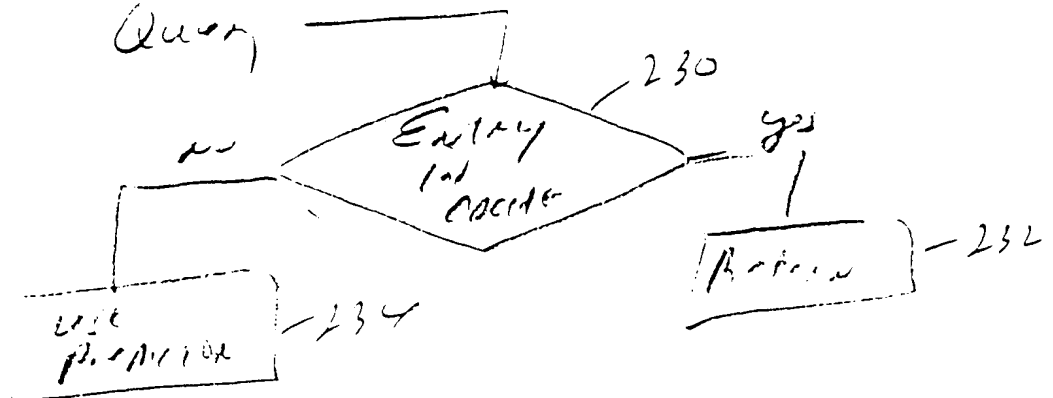 Query
230
Entry
in
cache
no
yes
Return
232
use
predictor
234